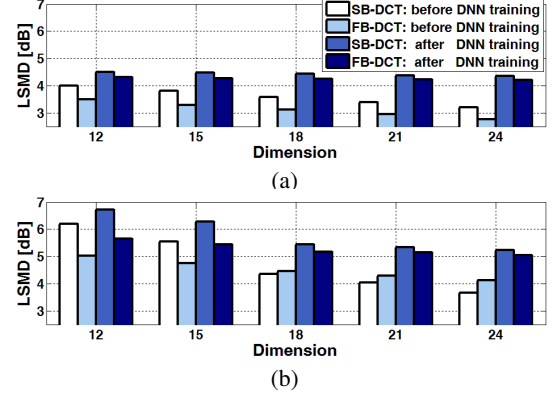 7
6
5
4
3
LSMD [dB]
SB-DCT: before DNN training
FB-DCT: before DNN training
SB-DCT: after DNN training
FB-DCT: after DNN training
12 15 18 21 24
Dimension
(a)
7
6
5
4
3
LSMD [dB]
12 15 18 21 24
Dimension
(b)